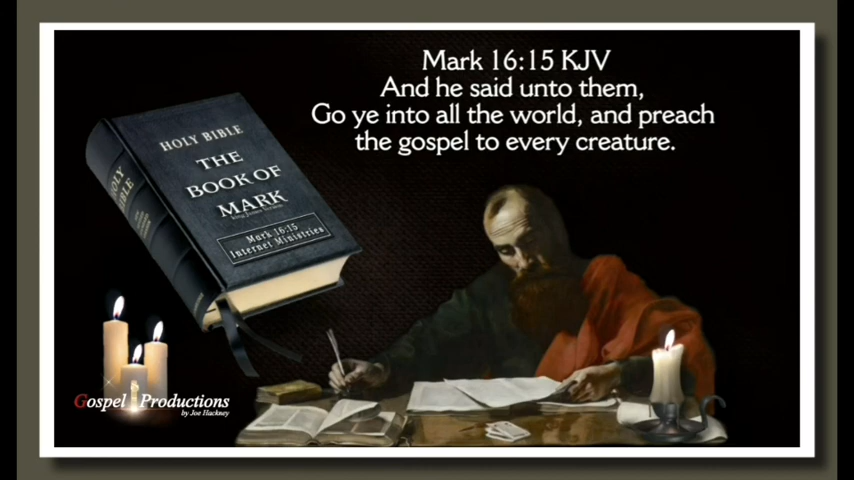 Mark 16:15 KJV
And he said unto them,
Go ye into all the world, and preach
the gospel to every creature.
HOLY BIBLE
THE
BOOK OF
MARK
Mark 16:15
Internet Ministries
HOLY
BIBLE
Gospel Productions
by Joe Hackney